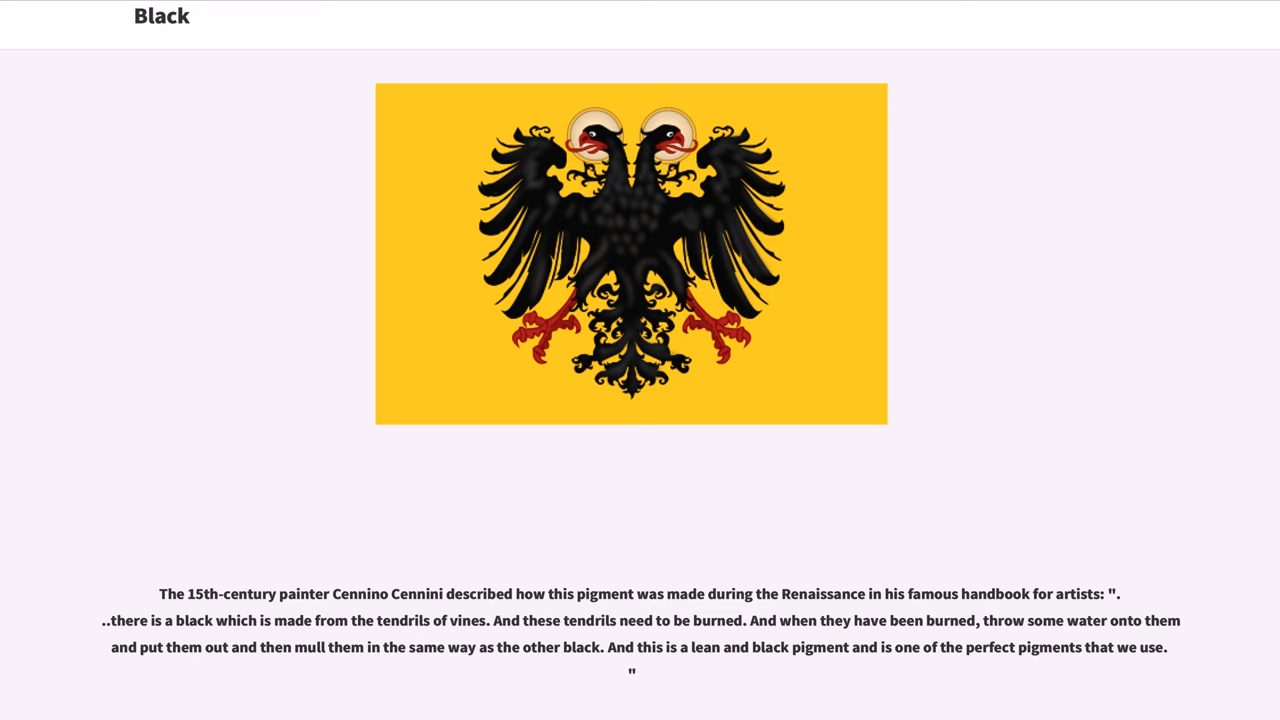 Black
The 15th-century painter Cennino Cennini described how this pigment was made during the Renaissance in his famous handbook for artists: ".
..there is a black which is made from the tendrils of vines. And these tendrils need to be burned. And when they have been burned, throw some water onto them
and put them out and then mull them in the same way as the other black. And this is a lean and black pigment and is one of the perfect pigments that we use.
"